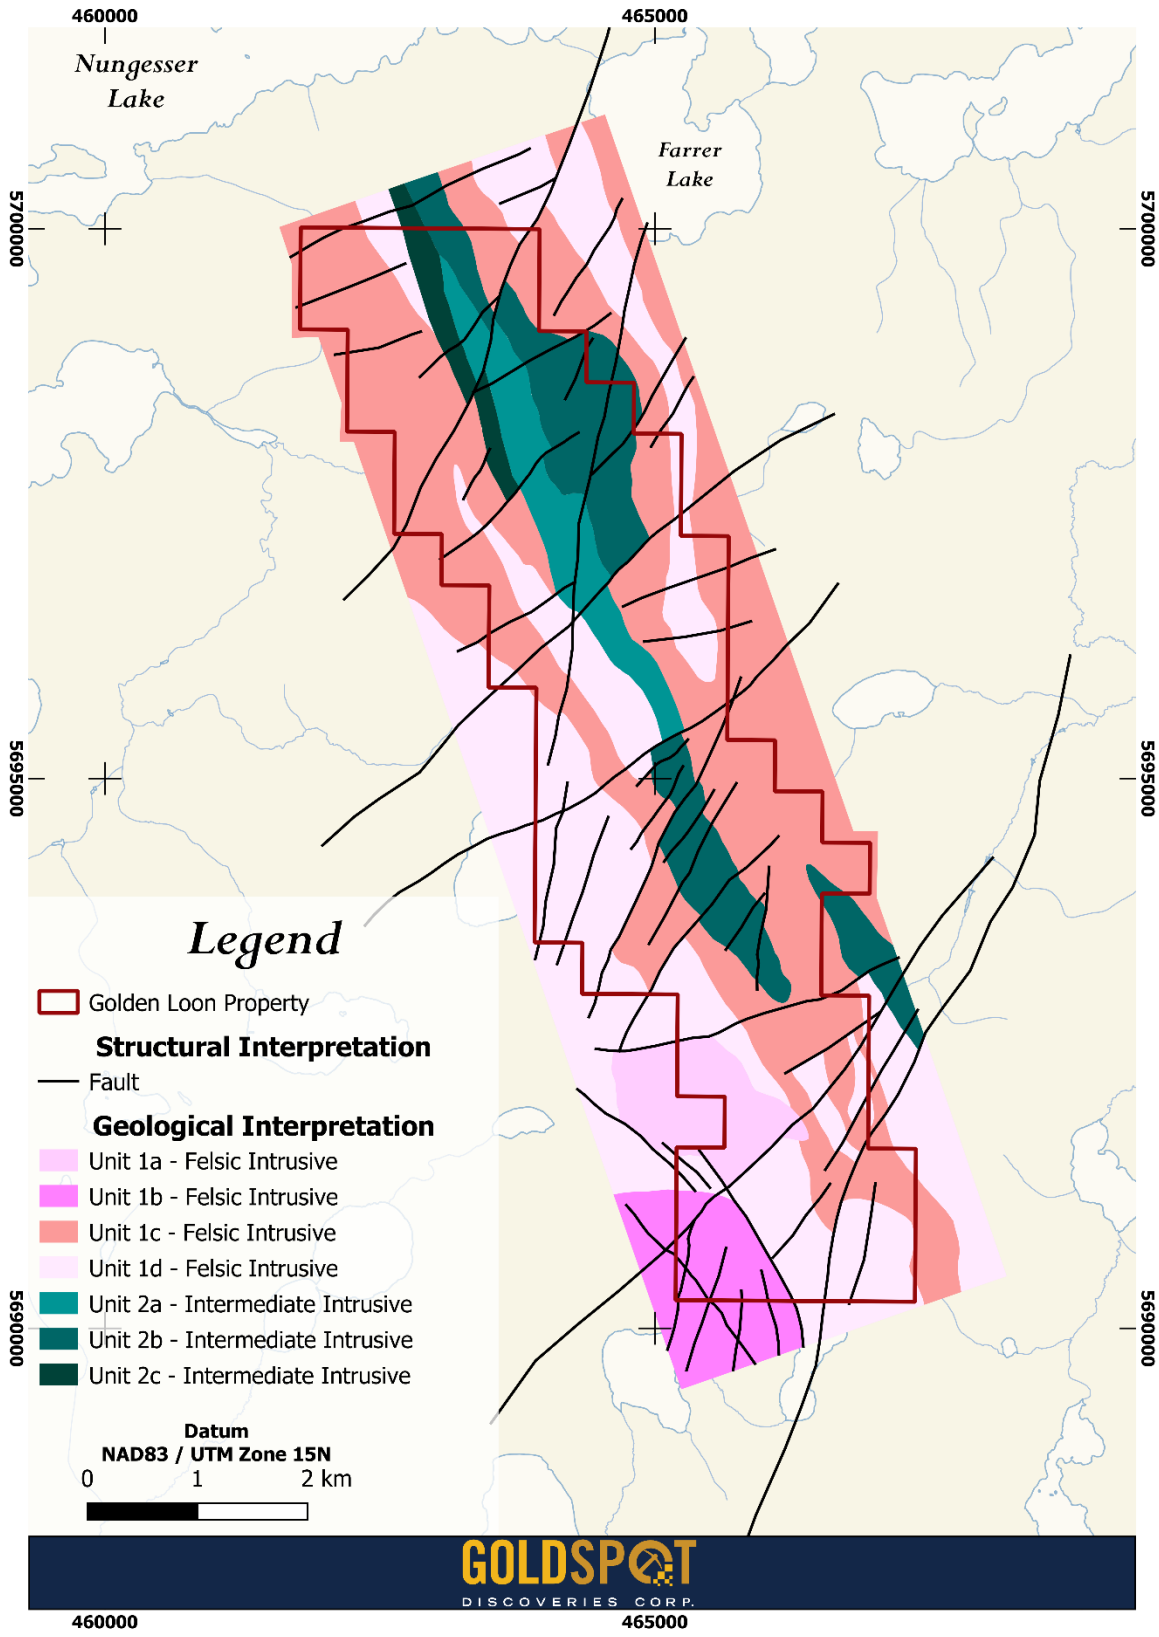 460000
465000
Nungesser
Lake
Farrer
Lake
5700000
5700000
5695000
5695000
Legend
Golden Loon Property
Structural Interpretation
Fault
Geological Interpretation
Unit 1a - Felsic Intrusive
Unit 1b - Felsic Intrusive
Unit 1c - Felsic Intrusive
Unit 1d - Felsic Intrusive
Unit 2a - Intermediate Intrusive
Unit 2b - Intermediate Intrusive
Unit 2c - Intermediate Intrusive
5690000
5690000
Datum
NAD83 / UTM Zone 15N
0 1 2 km
GOLDSPOT
DISCOVERIES CORP.
460000
465000